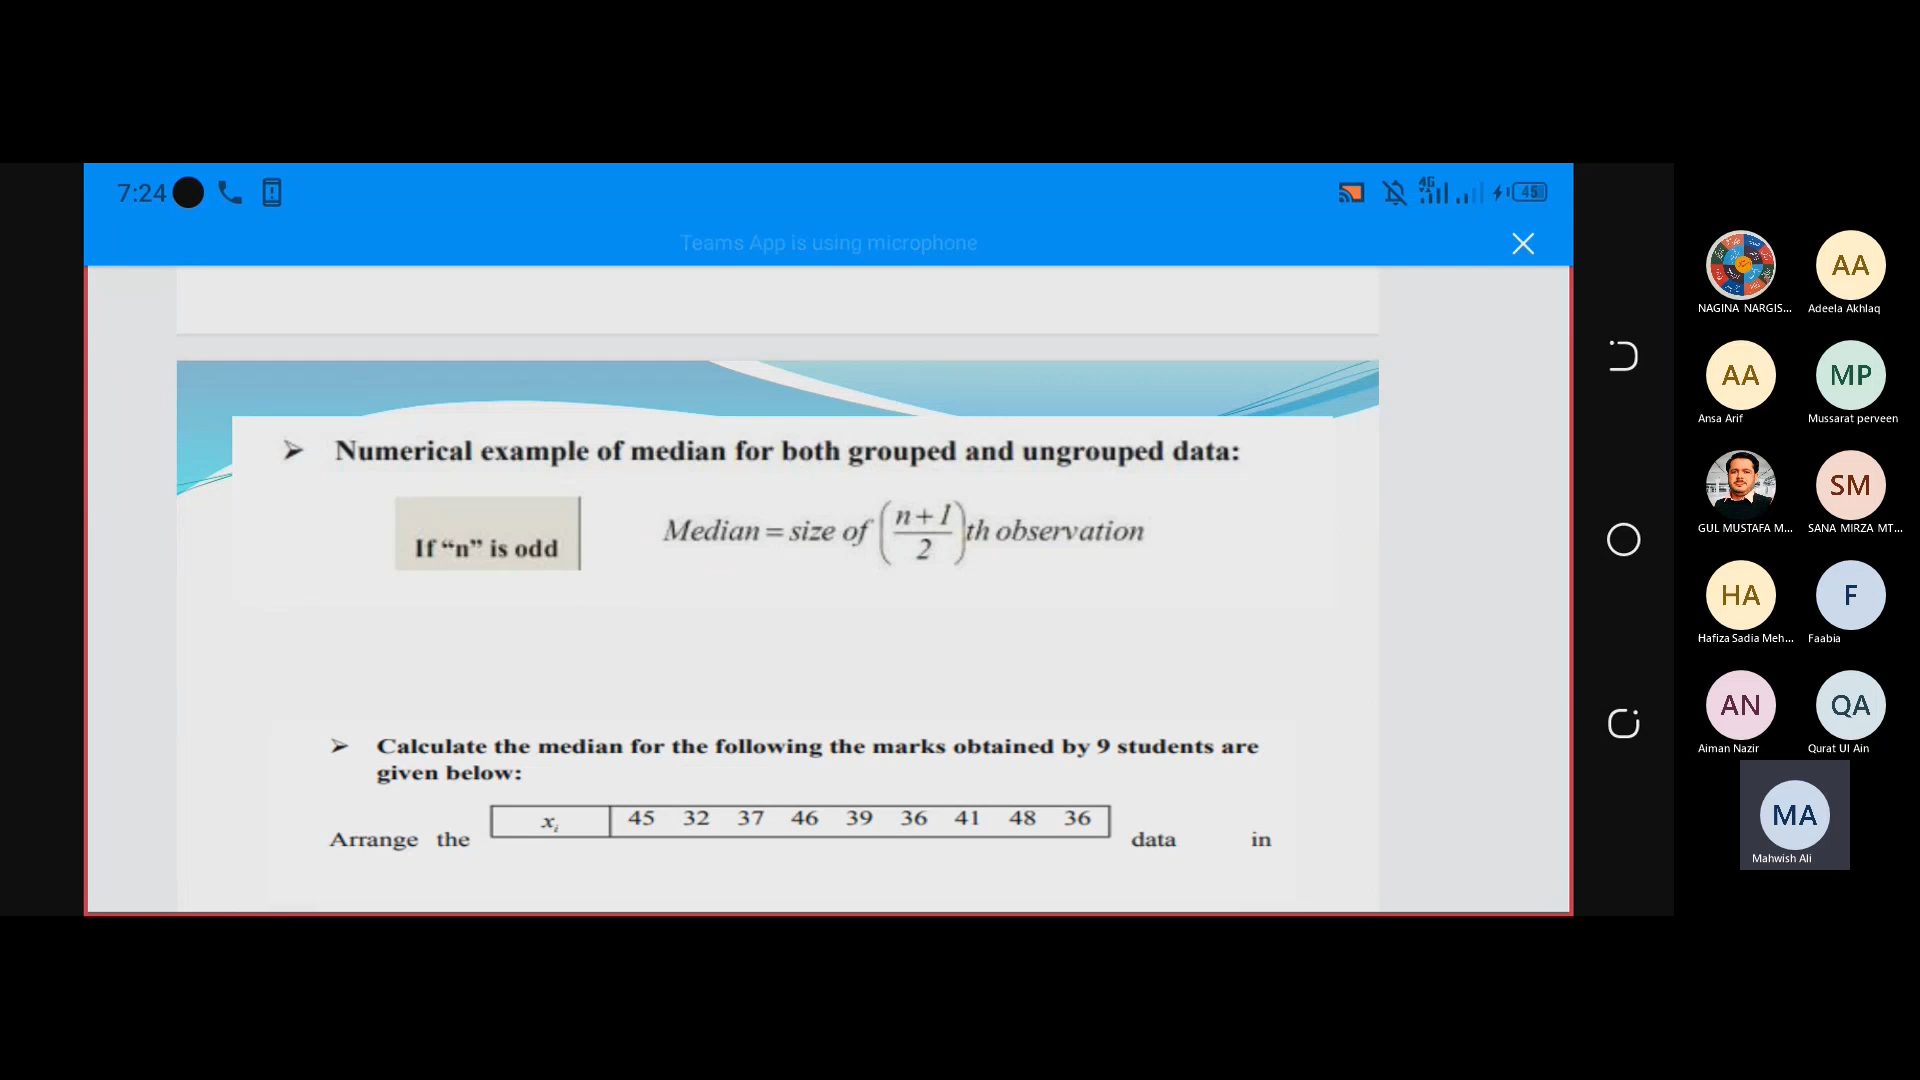 7:24
4G
45
Teams App is using microphone
➢ Numerical example of median for both grouped and ungrouped data:
If “n” is odd
Median = size of (n+1/2)th observation
➢ Calculate the median for the following the marks obtained by 9 students are
given below:
xᵢ 45 32 37 46 39 36 41 48 36
Arrange the data in
NAGINA NARGIS...
AA
Adeela Akhlaq
AA
Ansa Arif
MP
Mussarat perveen
GUL MUSTAFA M...
SM
SANA MIRZA MT...
HA
Hafiza Sadia Meh...
F
Faabia
AN
Aiman Nazir
QA
Qurat Ul Ain
MA
Mahwish Ali